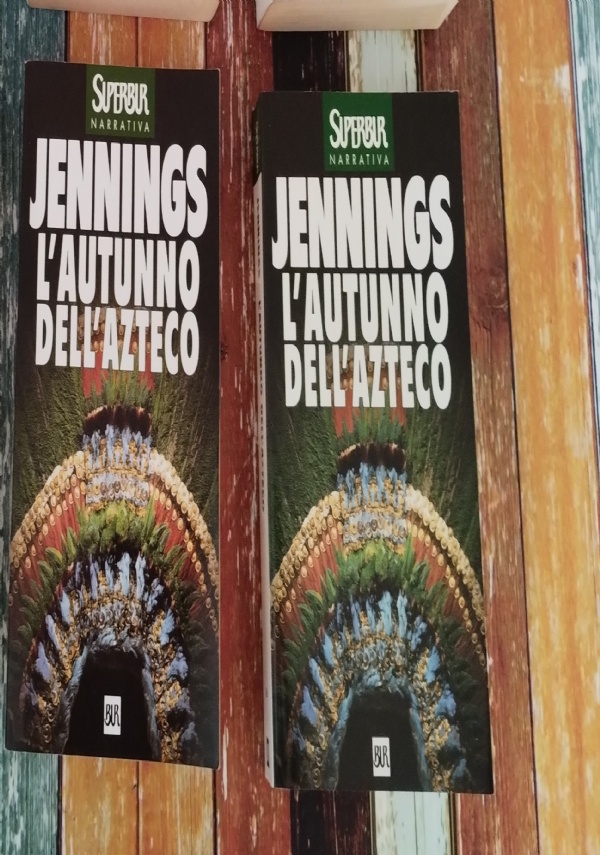 SUPERBUR
NARRATIVA
JENNINGS
L'AUTUNNO
DELL'AZTECO
BUR
SUPERBUR
NARRATIVA
JENNINGS
L'AUTUNNO
DELL'AZTECO
BUR